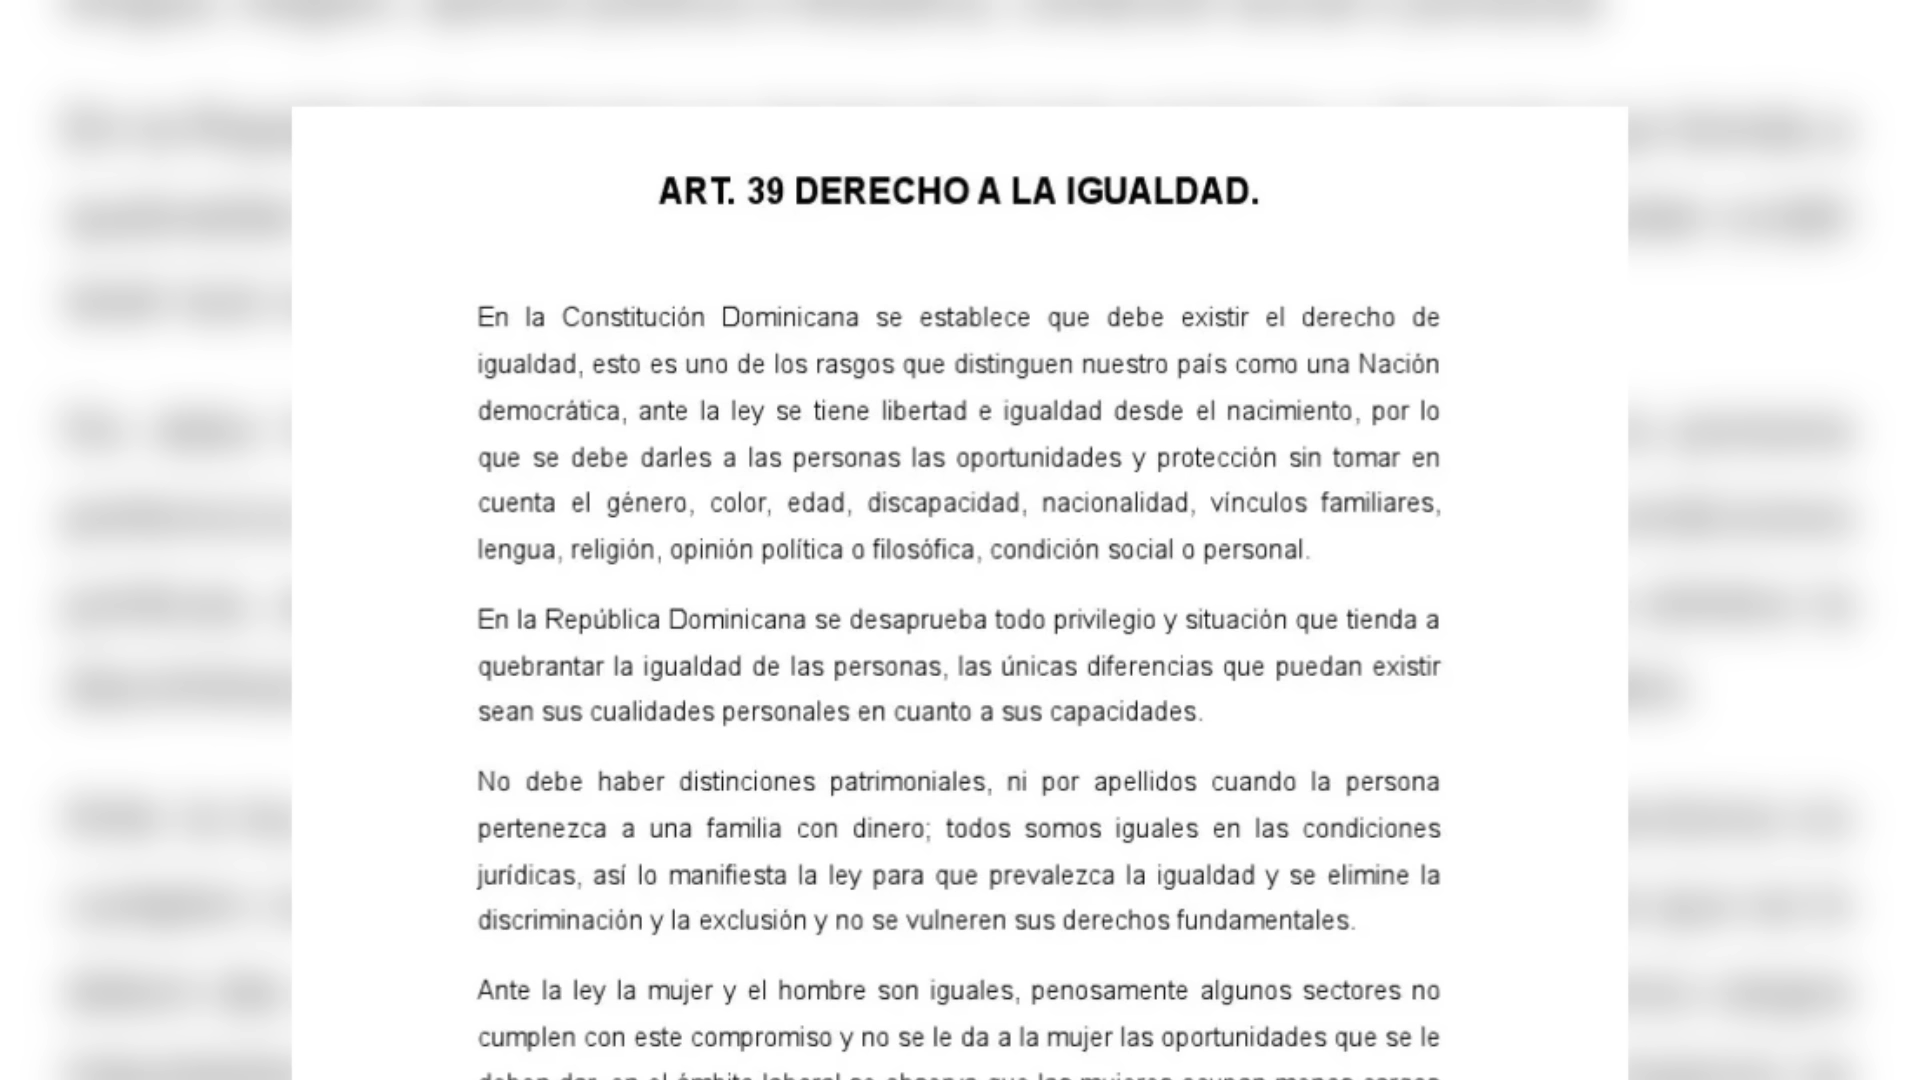 ART. 39 DERECHO A LA IGUALDAD.
En la Constitución Dominicana se establece que debe existir el derecho de
igualdad, esto es uno de los rasgos que distinguen nuestro país como una Nación
democrática, ante la ley se tiene libertad e igualdad desde el nacimiento, por lo
que se debe darles a las personas las oportunidades y protección sin tomar en
cuenta el género, color, edad, discapacidad, nacionalidad, vínculos familiares,
lengua, religión, opinión política o filosófica, condición social o personal.
En la República Dominicana se desaprueba todo privilegio y situación que tienda a
quebrantar la igualdad de las personas, las únicas diferencias que puedan existir
sean sus cualidades personales en cuanto a sus capacidades.
No debe haber distinciones patrimoniales, ni por apellidos cuando la persona
pertenezca a una familia con dinero; todos somos iguales en las condiciones
jurídicas, así lo manifiesta la ley para que prevalezca la igualdad y se elimine la
discriminación y la exclusión y no se vulneren sus derechos fundamentales.
Ante la ley la mujer y el hombre son iguales, penosamente algunos sectores no
cumplen con este compromiso y no se le da a la mujer las oportunidades que se le